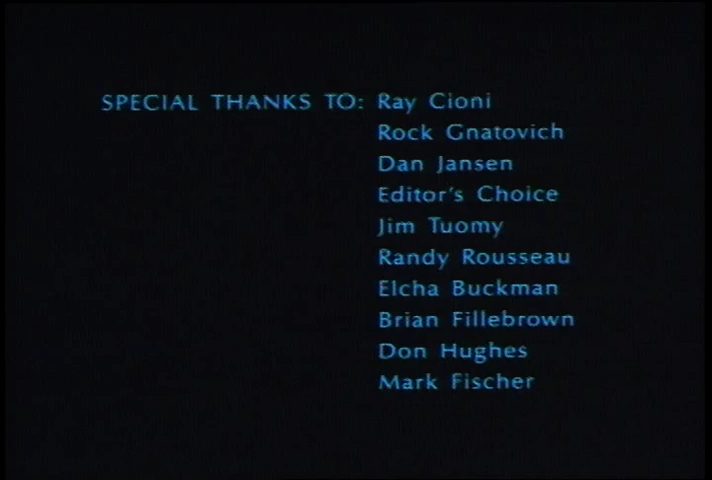 SPECIAL THANKS TO: Ray Cioni
Rock Gnatovich
Dan Jansen
Editor's Choice
Jim Tuomy
Randy Rousseau
Elcha Buckman
Brian Fillebrown
Don Hughes
Mark Fischer